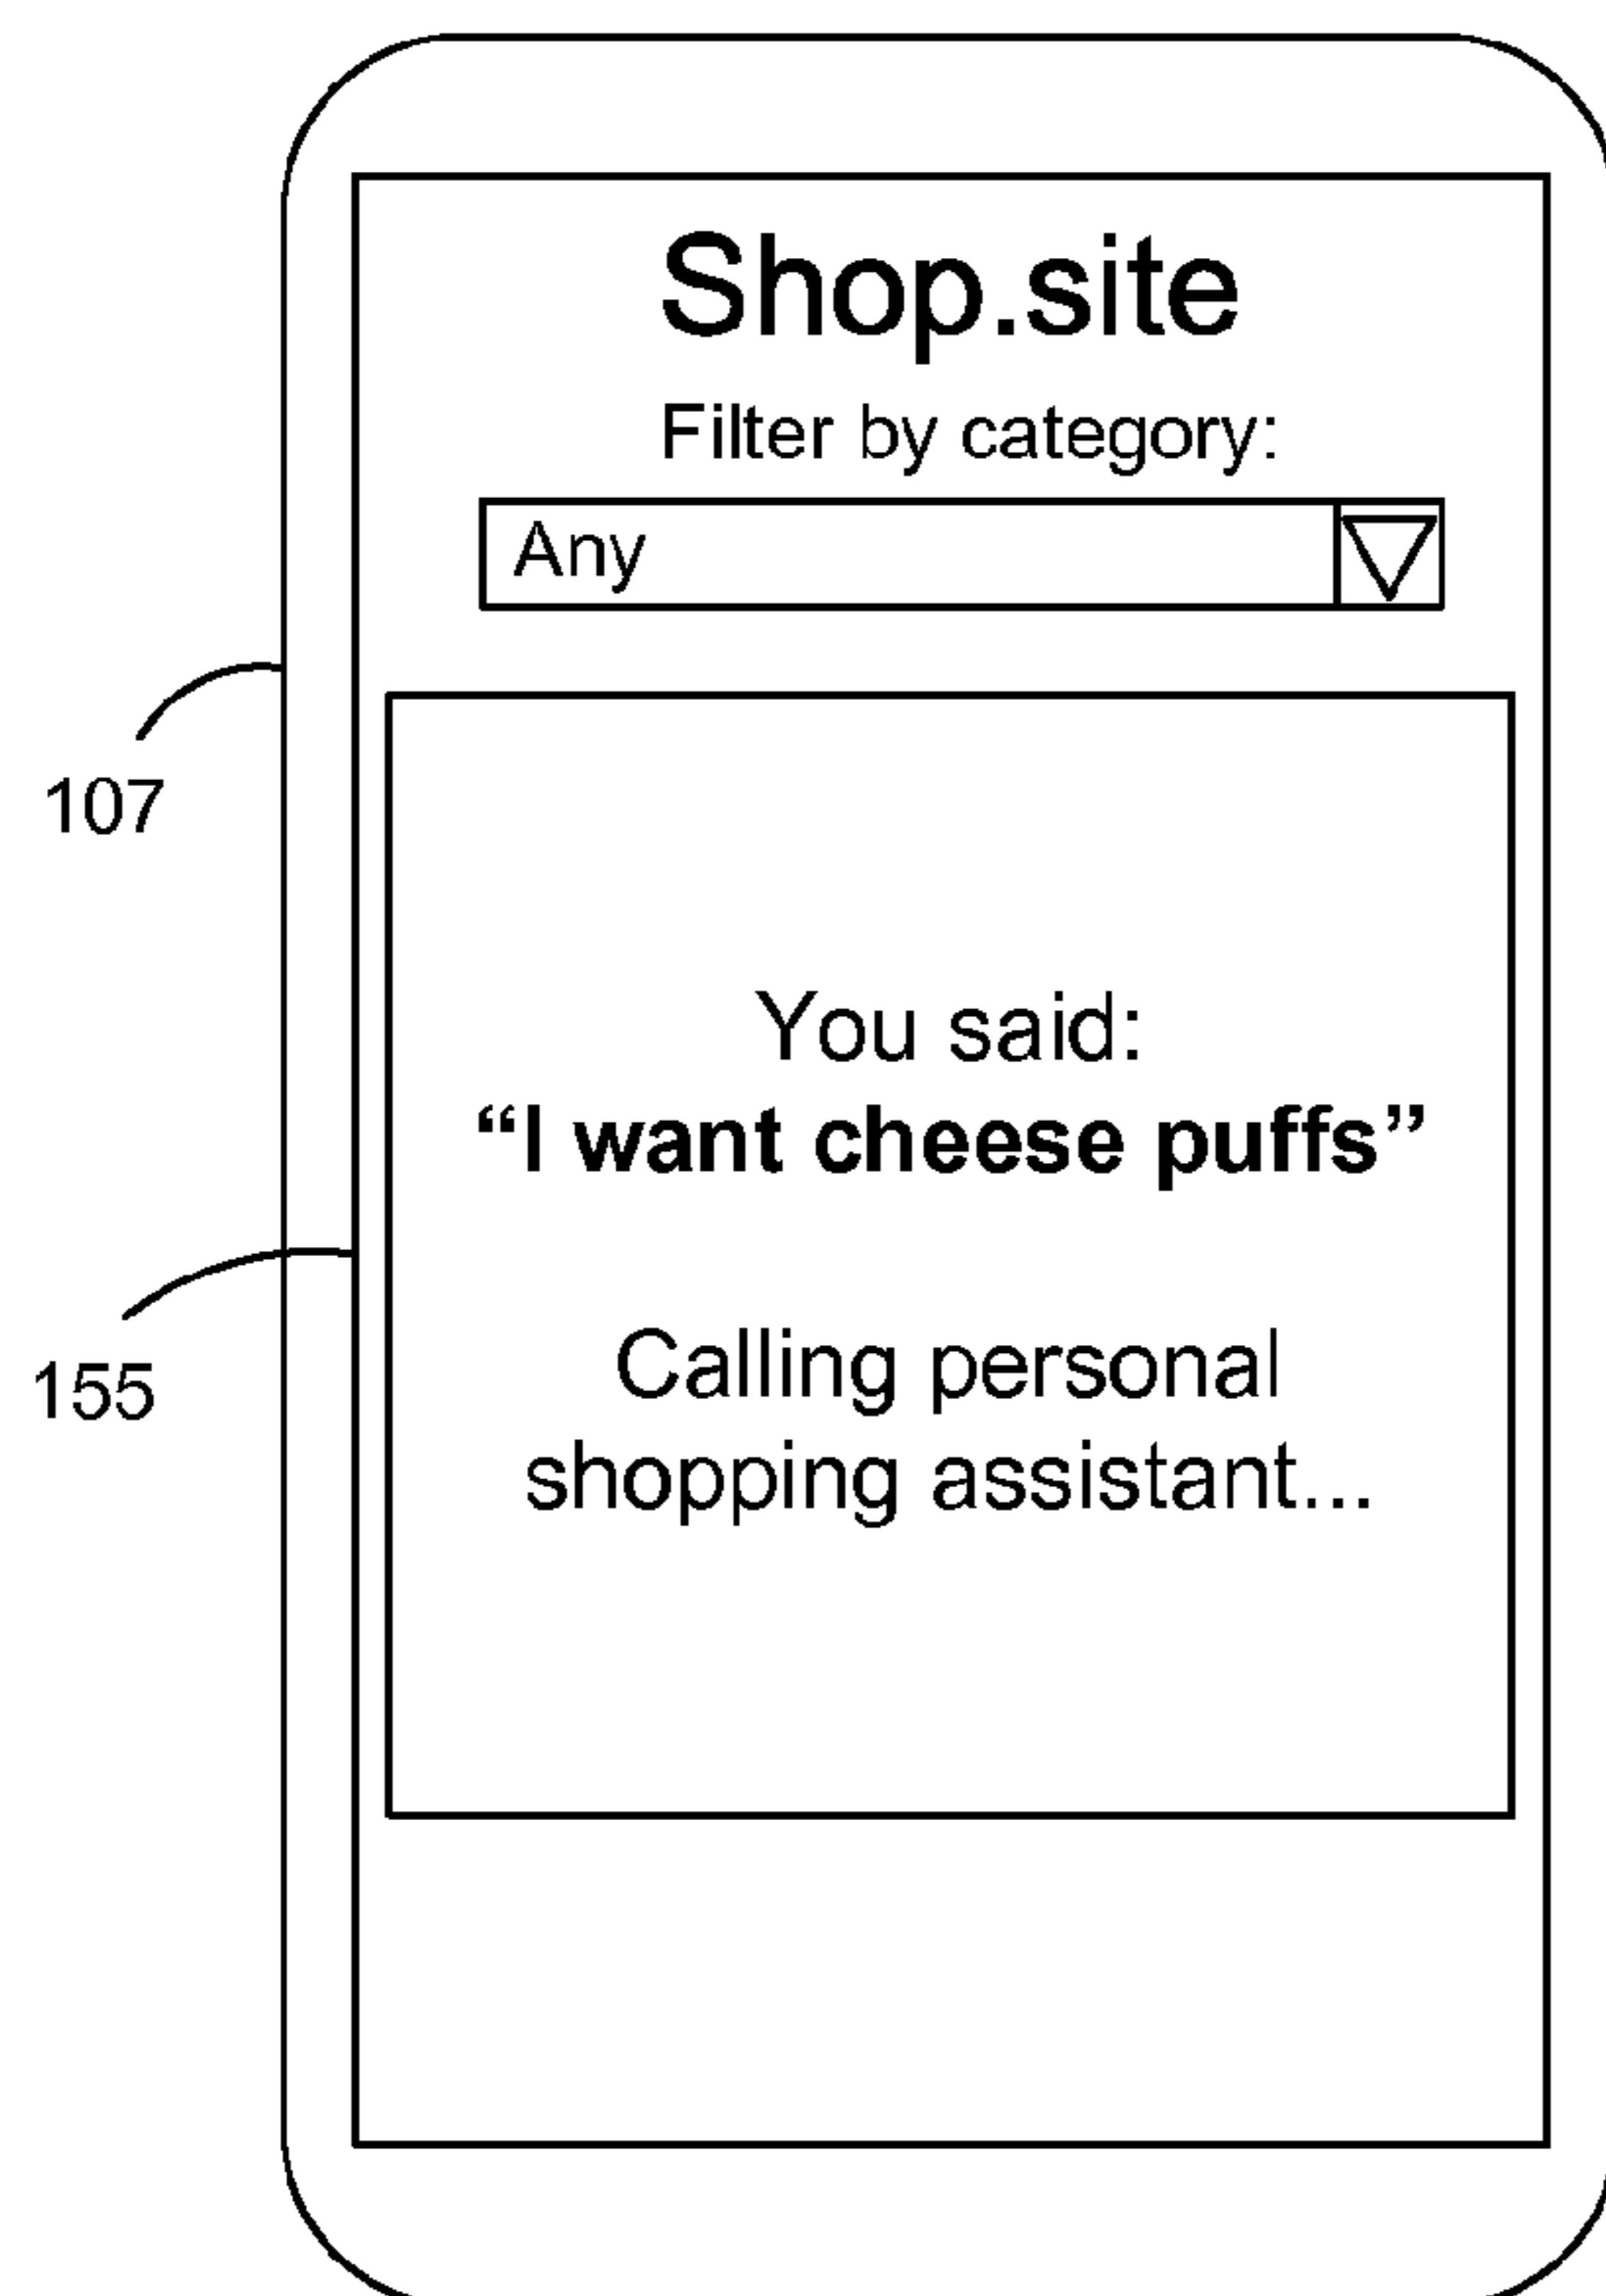 Shop.site
Filter by category:
Any
107
You said:
“I want cheese puffs”
155
Calling personal
shopping assistant...